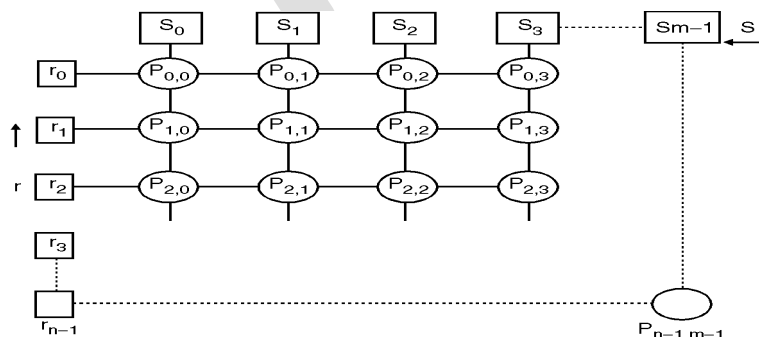 S0 S1 S2 S3 Sm−1 S
r0 P0,0 P0,1 P0,2 P0,3
r1 P1,0 P1,1 P1,2 P1,3
r r2 P2,0 P2,1 P2,2 P2,3
r3
rn−1 Pn−1,m−1